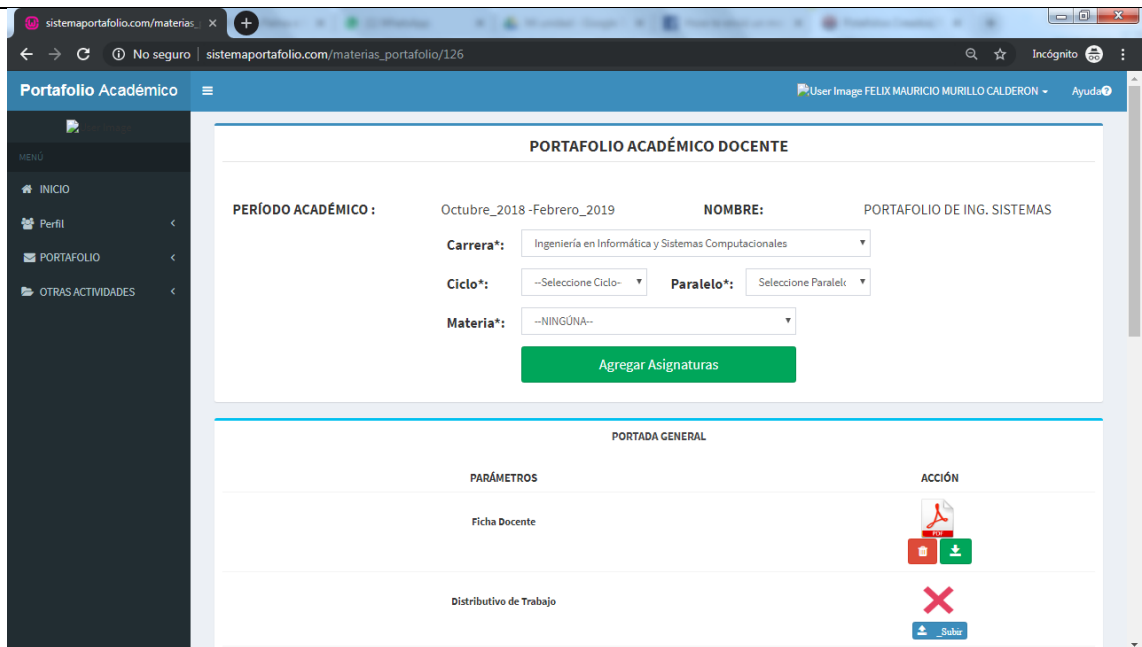 sistemaportafolio.com/materias_
No seguro | sistemaportafolio.com/materias_portafolio/126
Incógnito
Portafolio Académico
User Image FELIX MAURICIO MURILLO CALDERON
Ayuda
User Image
MENÚ
INICIO
Perfil
PORTAFOLIO
OTRAS ACTIVIDADES
PORTAFOLIO ACADÉMICO DOCENTE
PERÍODO ACADÉMICO : Octubre_2018 -Febrero_2019 NOMBRE: PORTAFOLIO DE ING. SISTEMAS
Carrera*: Ingeniería en Informática y Sistemas Computacionales
Ciclo*: --Seleccione Ciclo- Paralelo*: Seleccione Paralelo
Materia*: --NINGÚNA--
Agregar Asignaturas
PORTADA GENERAL
PARÁMETROS ACCIÓN
Ficha Docente
PDF
Distributivo de Trabajo
_Subir